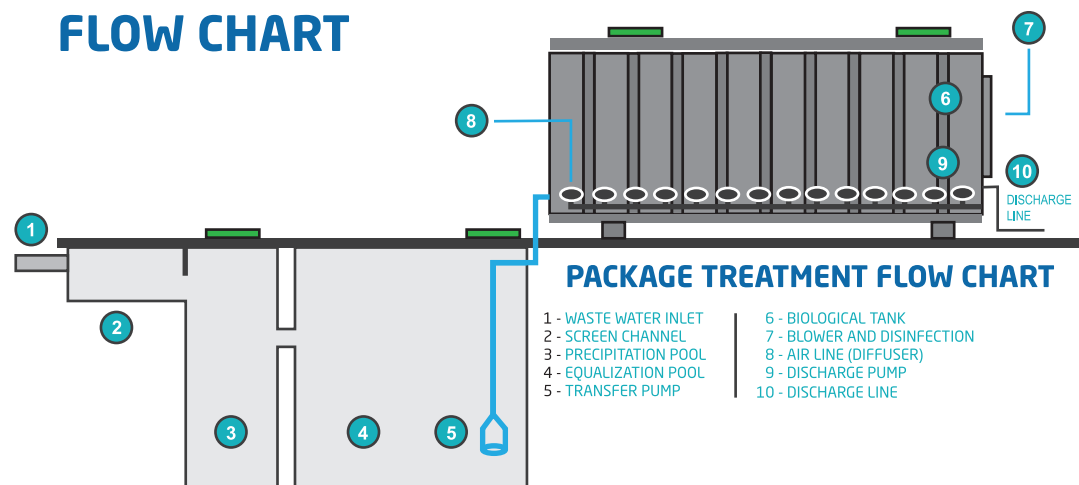 FLOW CHART
7
6
8
9
10
DISCHARGE
LINE
1
2
3
4
5
PACKAGE TREATMENT FLOW CHART
1 - WASTE WATER INLET
2 - SCREEN CHANNEL
3 - PRECIPITATION POOL
4 - EQUALIZATION POOL
5 - TRANSFER PUMP
6 - BIOLOGICAL TANK
7 - BLOWER AND DISINFECTION
8 - AIR LINE (DIFFUSER)
9 - DISCHARGE PUMP
10 - DISCHARGE LINE